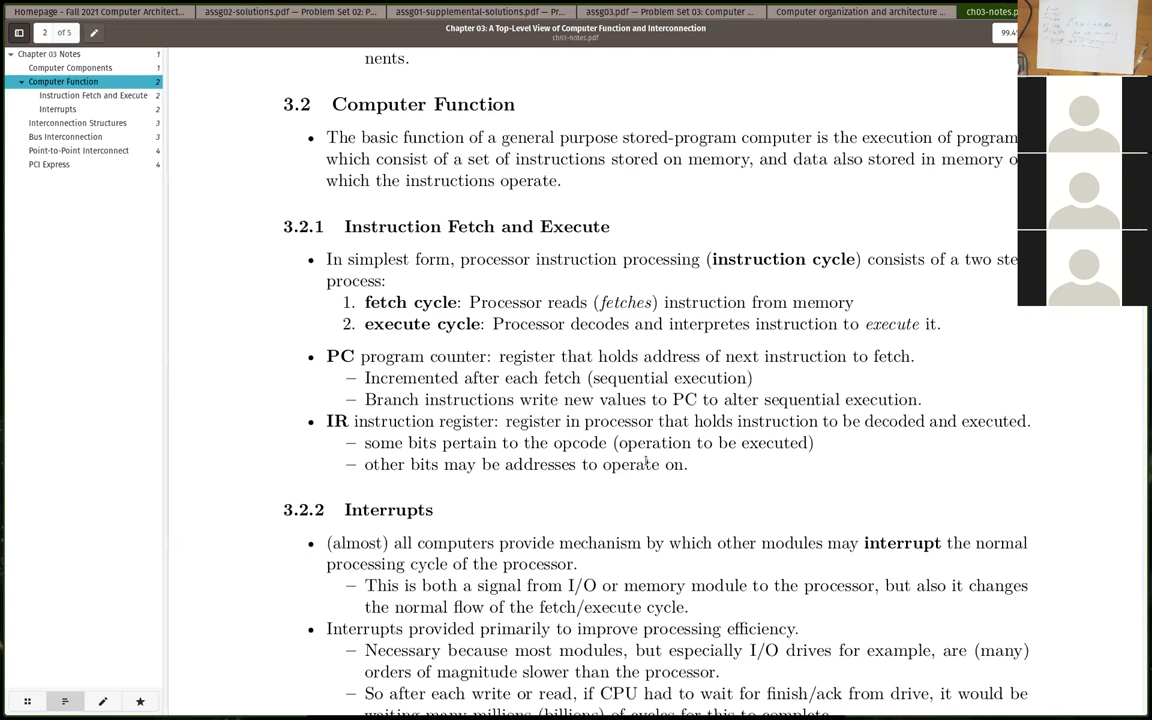 Homepage - Fall 2021 Computer Architect...
assg02-solutions.pdf — Problem Set 02: P...
assg01-supplemental-solutions.pdf — Pr...
assg03.pdf — Problem Set 03: Computer ...
Computer organization and architecture ...
ch03-notes.p
2 of 5
Chapter 03: A Top-Level View of Computer Function and Interconnection
ch03-notes.pdf
99.4
Chapter 03 Notes 1
Computer Components 1
Computer Function 2
Instruction Fetch and Execute 2
Interrupts 2
Interconnection Structures 3
Bus Interconnection 3
Point-to-Point Interconnect 4
PCI Express 4
nents.
3.2 Computer Function
• The basic function of a general purpose stored-program computer is the execution of program
which consist of a set of instructions stored on memory, and data also stored in memory o
which the instructions operate.
3.2.1 Instruction Fetch and Execute
• In simplest form, processor instruction processing (instruction cycle) consists of a two ste
process:
1. fetch cycle: Processor reads (fetches) instruction from memory
2. execute cycle: Processor decodes and interpretes instruction to execute it.
• PC program counter: register that holds address of next instruction to fetch.
– Incremented after each fetch (sequential execution)
– Branch instructions write new values to PC to alter sequential execution.
• IR instruction register: register in processor that holds instruction to be decoded and executed.
– some bits pertain to the opcode (operation to be executed)
– other bits may be addresses to operate on.
3.2.2 Interrupts
• (almost) all computers provide mechanism by which other modules may interrupt the normal
processing cycle of the processor.
– This is both a signal from I/O or memory module to the processor, but also it changes
the normal flow of the fetch/execute cycle.
• Interrupts provided primarily to improve processing efficiency.
– Necessary because most modules, but especially I/O drives for example, are (many)
orders of magnitude slower than the processor.
– So after each write or read, if CPU had to wait for finish/ack from drive, it would be
waiting many millions (billions) of cycles for this to complete.